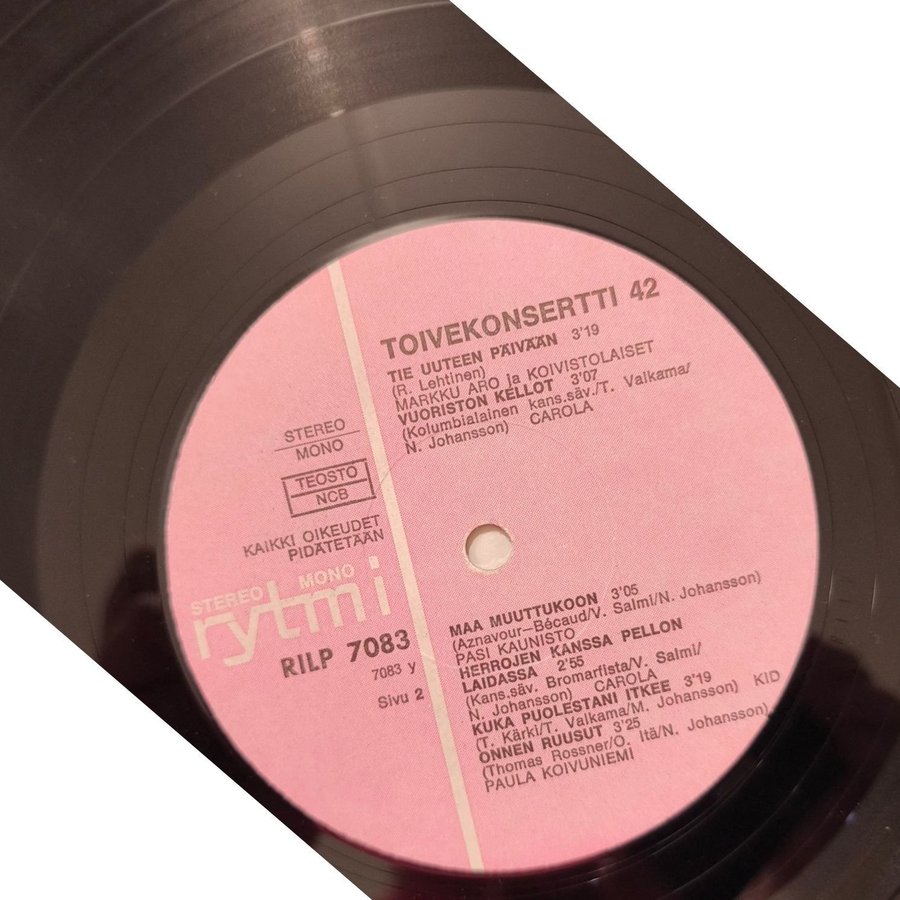 TOIVEKONSERTTI 42
TIE UUTEEN PÄIVÄÄN 3'19
(R. Lehtinen)
MARKKU ARO ja KOIVISTOLAISET
VUORISTON KELLOT 3'07
(Kolumbialainen kans.säv./T. Valkama/
N. Johansson) CAROLA
STEREO
MONO
TEOSTO
NCB
KAIKKI OIKEUDET
PIDÄTETÄÄN
STEREO MONO
rytmi
RILP 7083
7083 y
Sivu 2
MAA MUUTTUKOON 3'05
(Aznavour-Bécaud/V. Salmi/N. Johansson)
PASI KAUNISTO
HERROJEN KANSSA PELLON
LAIDASSA 2'55
(Kans.säv. Bromarfista/V. Salmi/
N. Johansson) CAROLA
KUKA PUOLESTANI ITKEE 3'19
(T. Kärki/T. Valkama/M. Johansson) KID
ONNEN RUUSUT 3'25
(Thomas Rossner/O. Itä/N. Johansson)
PAULA KOIVUNIEMI